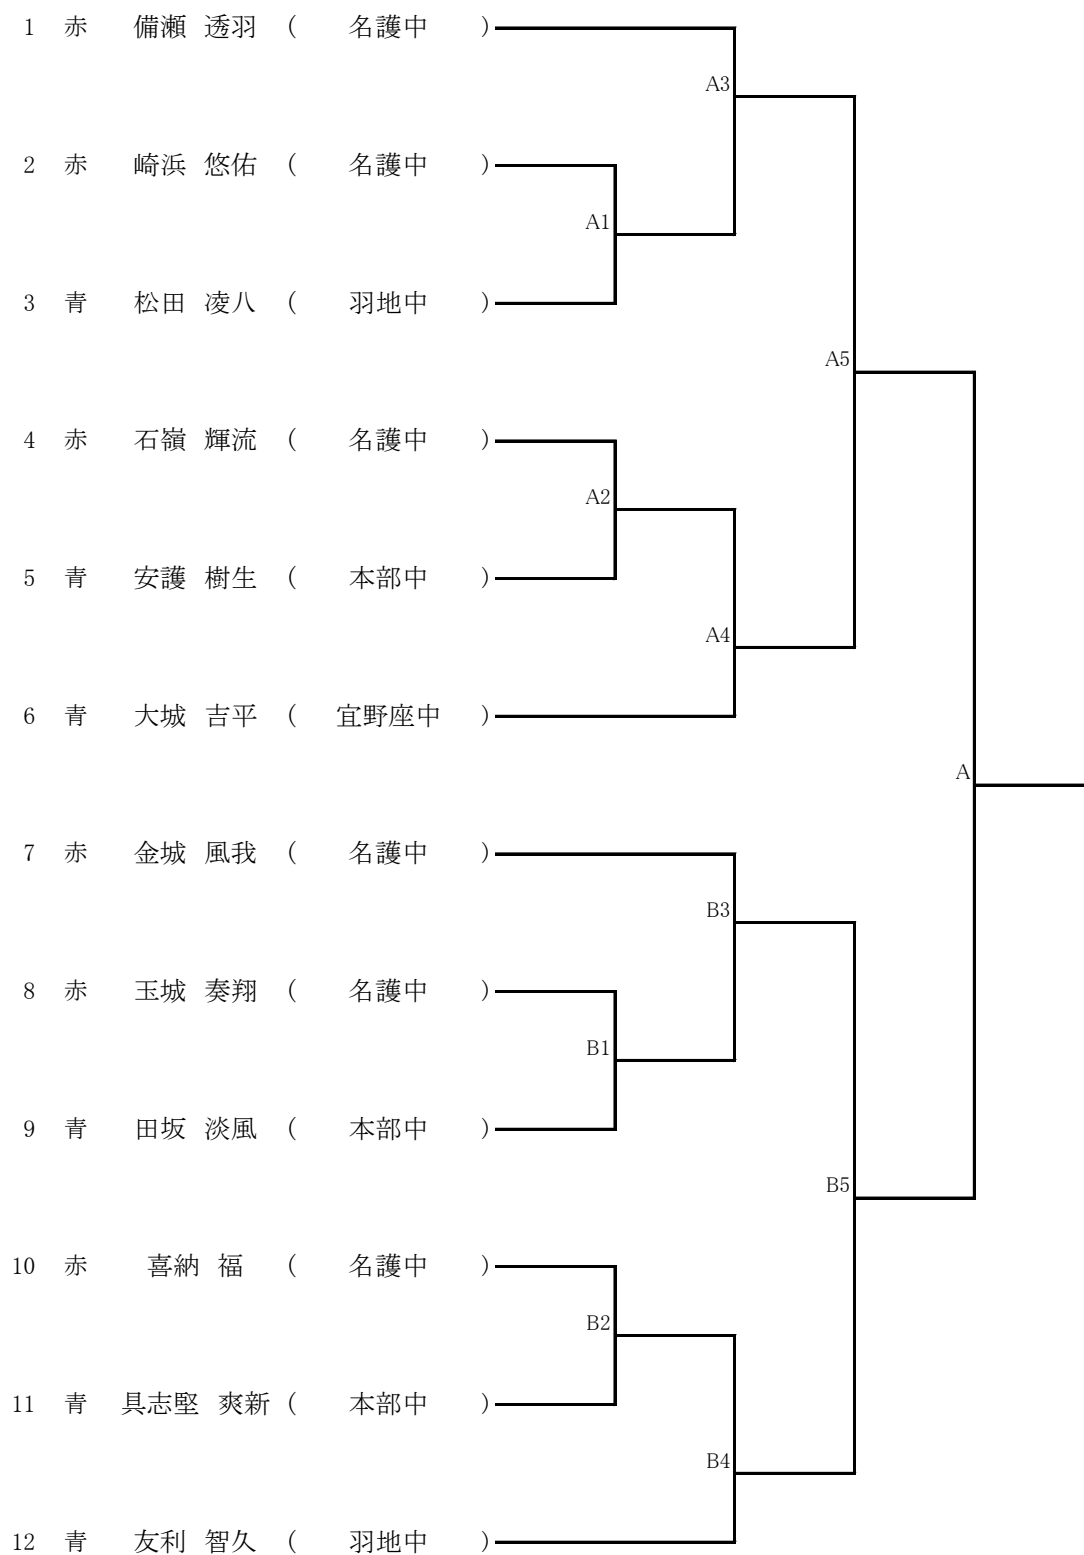 1 赤 備瀬 透羽 ( 名護中 )
A3
2 赤 崎浜 悠佑 ( 名護中 )
A1
3 青 松田 凌八 ( 羽地中 )
A5
4 赤 石嶺 輝流 ( 名護中 )
A2
5 青 安護 樹生 ( 本部中 )
A4
6 青 大城 吉平 ( 宜野座中 )
A
7 赤 金城 風我 ( 名護中 )
B3
8 赤 玉城 奏翔 ( 名護中 )
B1
9 青 田坂 淡風 ( 本部中 )
B5
10 赤 喜納 福 ( 名護中 )
B2
11 青 具志堅 爽新 ( 本部中 )
B4
12 青 友利 智久 ( 羽地中 )